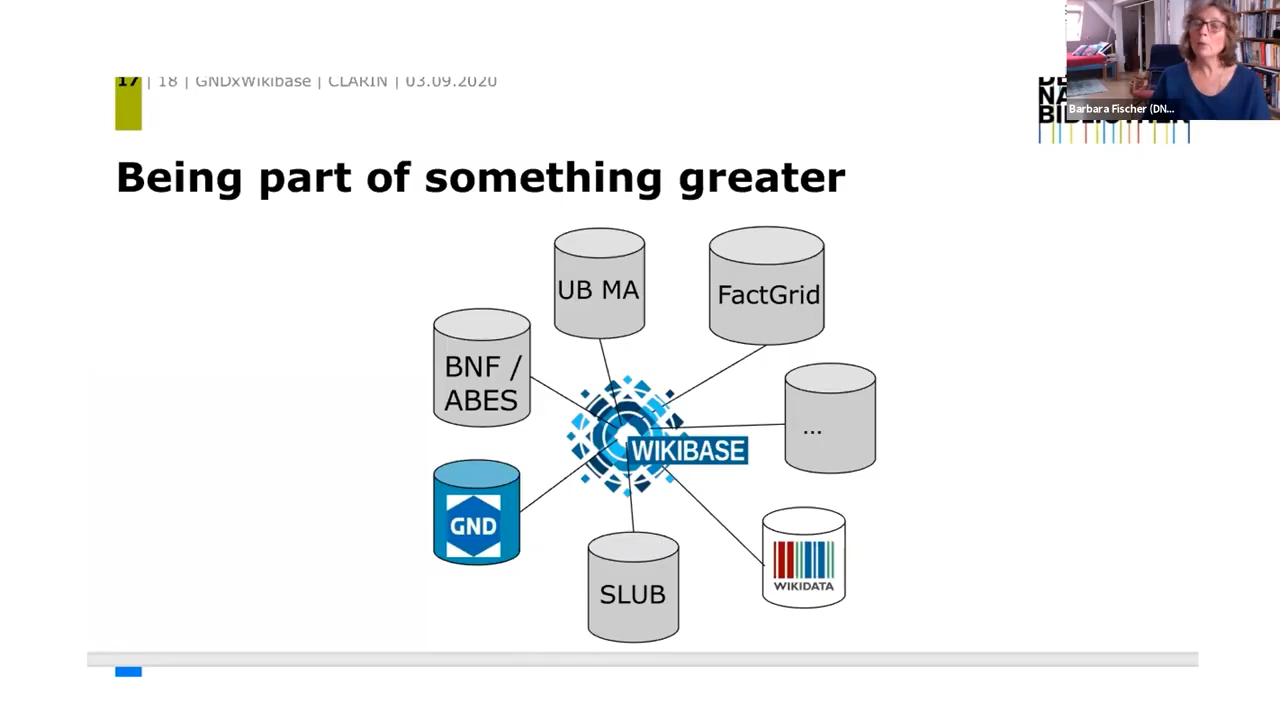 17 | 18 | GNDxWikibase | CLARIN | 03.09.2020
Barbara Fischer (DN...
Being part of something greater
UB MA
FactGrid
BNF /
ABES
...
WIKIBASE
GND
WIKIDATA
SLUB